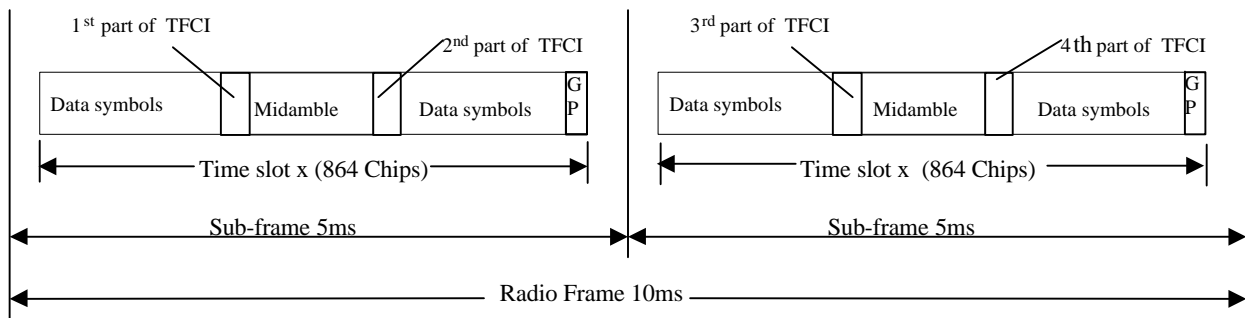 1st part of TFCI
2nd part of TFCI
3rd part of TFCI
4th part of TFCI
Data symbols
Midamble
Data symbols
G
P
Data symbols
Midamble
Data symbols
G
P
Time slot x (864 Chips)
Time slot x (864 Chips)
Sub-frame 5ms
Sub-frame 5ms
Radio Frame 10ms